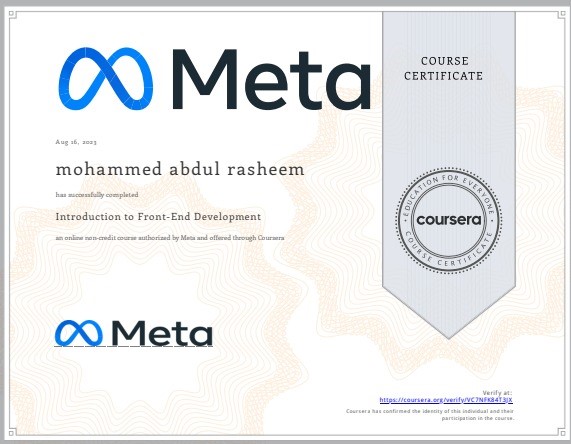 Meta
COURSE
CERTIFICATE
Aug 16, 2023
mohammed abdul rasheem
has successfully completed
Introduction to Front-End Development
an online non-credit course authorized by Meta and offered through Coursera
EDUCATION FOR EVERYONE
coursera
COURSE CERTIFICATE
Meta
Verify at:
https://coursera.org/verify/VC7NFK84T3JX
Coursera has confirmed the identity of this individual and their
participation in the course.